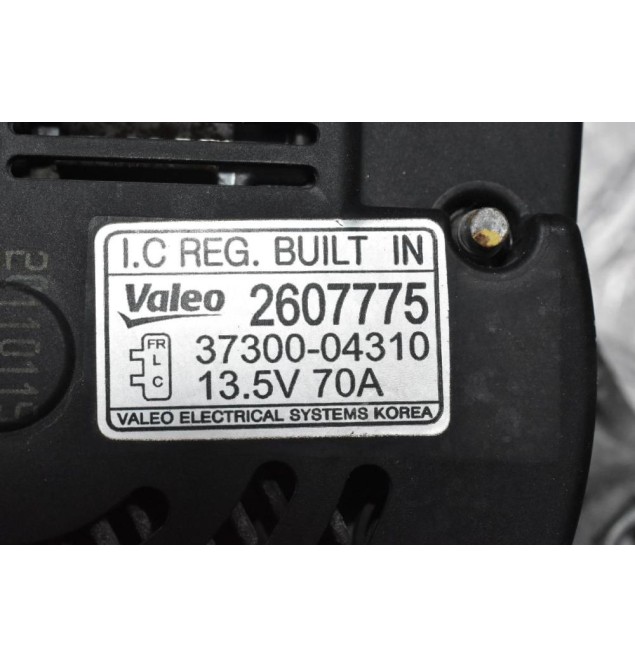 I.C REG. BUILT IN
Valeo 2607775
FR
L
C
37300-04310
13.5V 70A
VALEO ELECTRICAL SYSTEMS KOREA